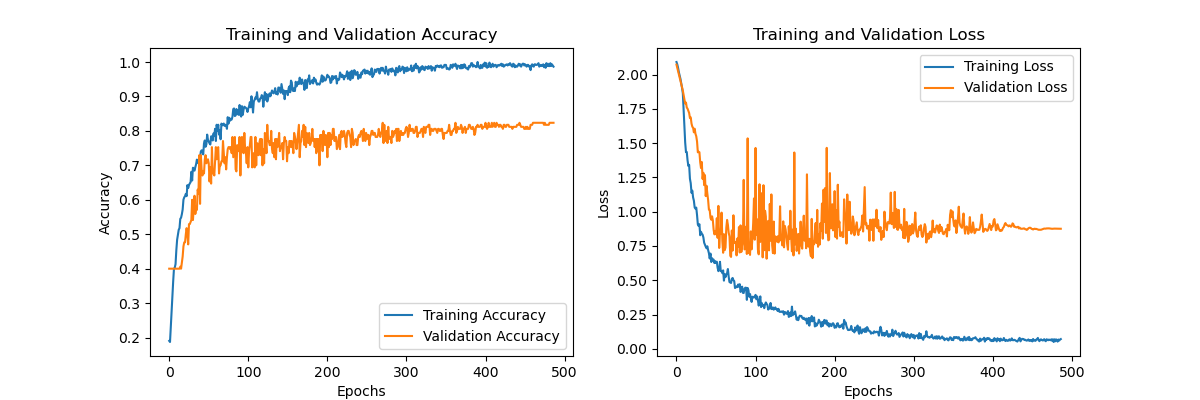 Training and Validation Accuracy
1.0
0.9
0.8
0.7
0.6
0.5
0.4
0.3
0.2
Accuracy
0 100 200 300 400 500
Epochs
Training Accuracy
Validation Accuracy
Training and Validation Loss
2.00
1.75
1.50
1.25
1.00
0.75
0.50
0.25
0.00
Loss
0 100 200 300 400 500
Epochs
Training Loss
Validation Loss